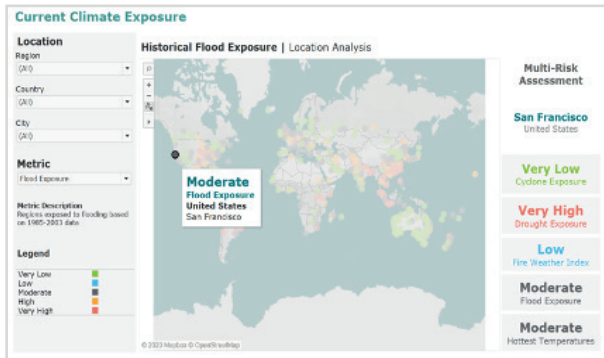 Current Climate Exposure
Location
Region
(All)
Country
(All)
City
(All)
Metric
Flood Exposure
Metric Description
Regions exposed to flooding based
on 1985-2003 data
Legend
Very Low
Low
Moderate
High
Very High
Historical Flood Exposure | Location Analysis
Moderate
Flood Exposure
United States
San Francisco
© 2023 Mapbox © OpenStreetMap
Multi-Risk
Assessment
San Francisco
United States
Very Low
Cyclone Exposure
Very High
Drought Exposure
Low
Fire Weather Index
Moderate
Flood Exposure
Moderate
Hottest Temperatures